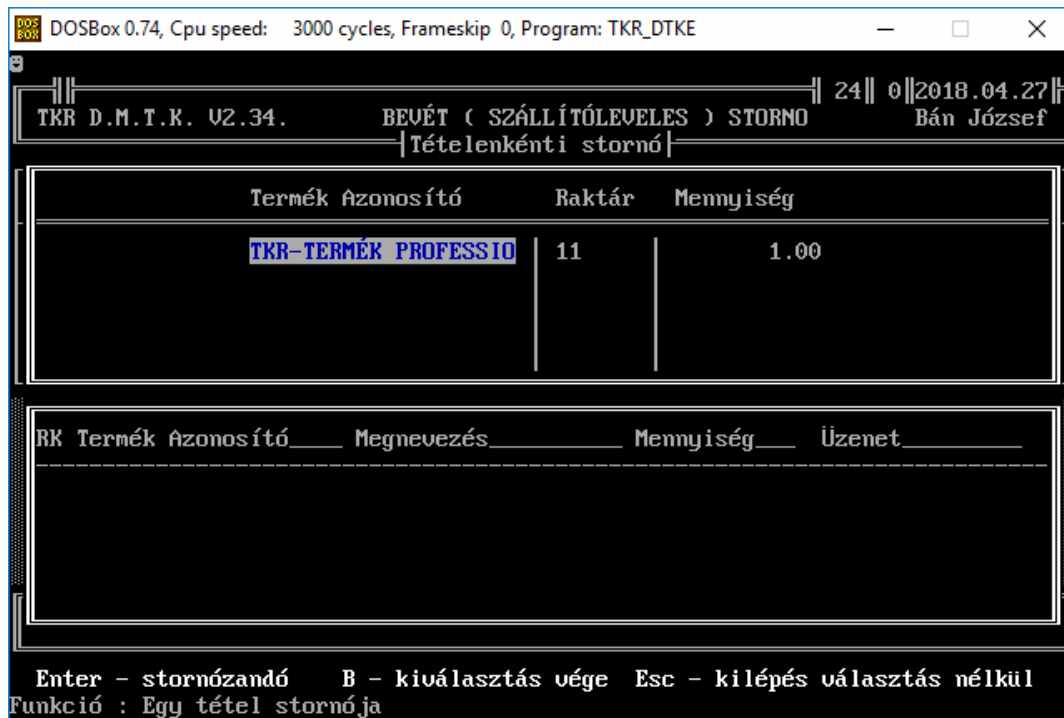 DOSBox 0.74, Cpu speed: 3000 cycles, Frameskip 0, Program: TKR_DTKE
24 0 2018.04.27
TKR D.M.T.K. V2.34. BEVÉT ( SZÁLLÍTÓLEVELES ) STORNO Bán József
Tételenkénti stornó
Termék Azonosító Raktár Mennyiség
TKR-TERMÉK PROFESSIO 11 1.00
RK Termék Azonosító____ Megnevezés__________ Mennyiség___ Üzenet_________
Enter - stornózandó B - kiválasztás vége Esc - kilépés választás nélkül
Funkció : Egy tétel stornója